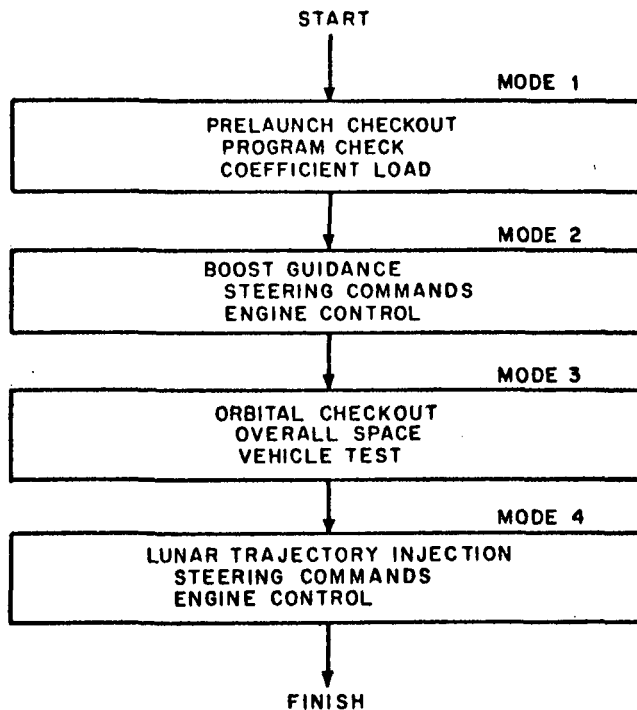 START
MODE 1
PRELAUNCH CHECKOUT
PROGRAM CHECK
COEFFICIENT LOAD
MODE 2
BOOST GUIDANCE
STEERING COMMANDS
ENGINE CONTROL
MODE 3
ORBITAL CHECKOUT
OVERALL SPACE
VEHICLE TEST
MODE 4
LUNAR TRAJECTORY INJECTION
STEERING COMMANDS
ENGINE CONTROL
FINISH